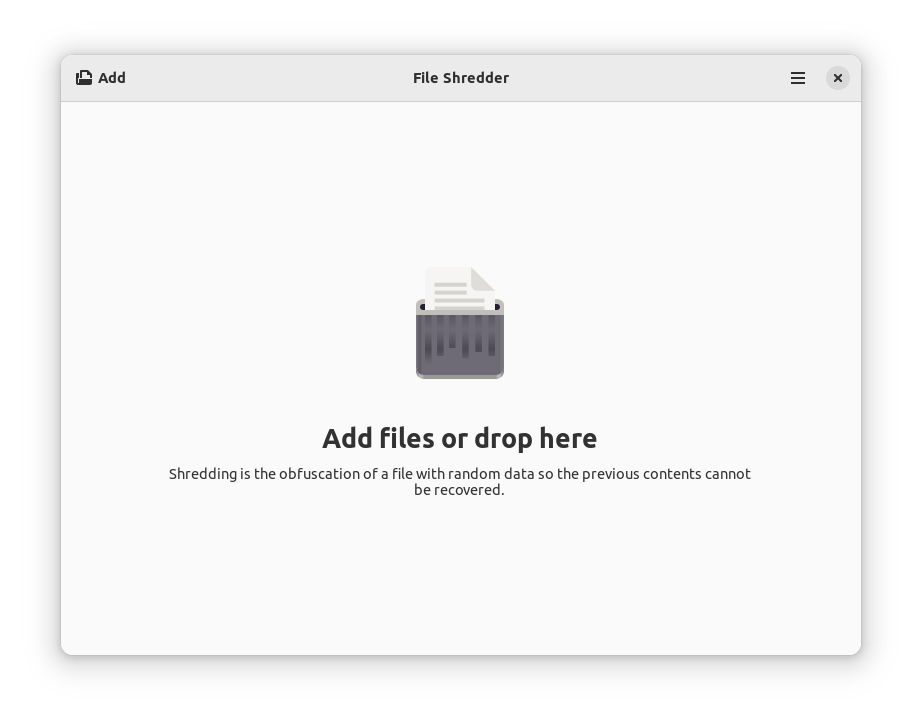 Add
File Shredder
Add files or drop here
Shredding is the obfuscation of a file with random data so the previous contents cannot
be recovered.